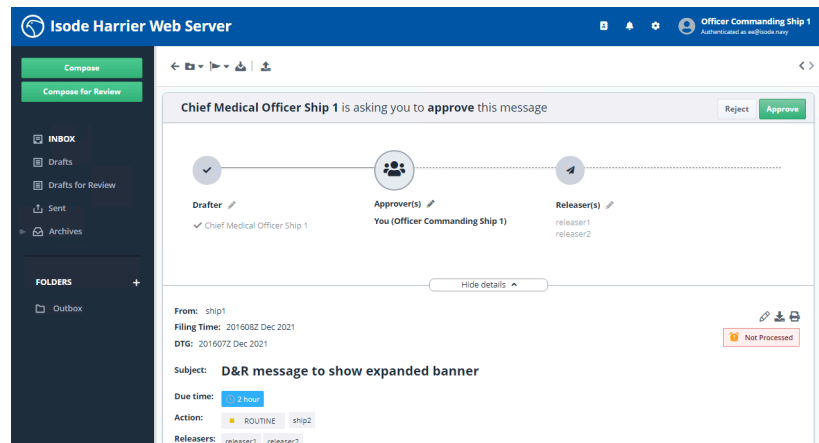 Isode Harrier Web Server
Officer Commanding Ship 1
Authenticated as ee@isode.navy
Compose
Compose for Review
INBOX
Drafts
Drafts for Review
Sent
Archives
FOLDERS +
Outbox
Chief Medical Officer Ship 1 is asking you to approve this message
Reject
Approve
Drafter
Chief Medical Officer Ship 1
Approver(s)
You (Officer Commanding Ship 1)
Releaser(s)
releaser1
releaser2
Hide details
From: ship1
Filing Time: 201608Z Dec 2021
DTG: 201607Z Dec 2021
Not Processed
Subject: D&R message to show expanded banner
Due time: 2 hour
Action: ROUTINE ship2
Releasers: releaser1 releaser2